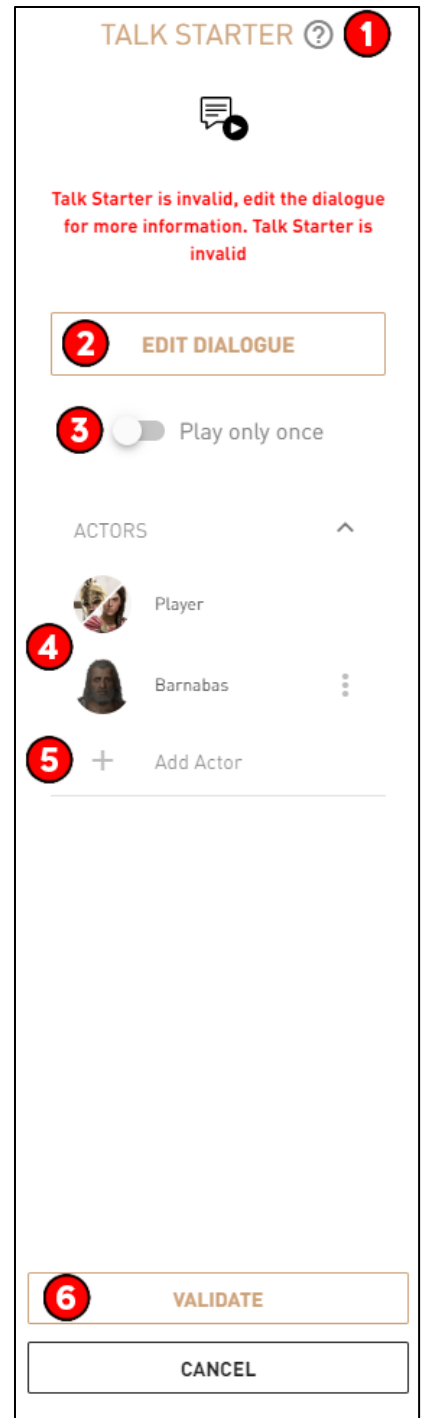 TALK STARTER ? 1
Talk Starter is invalid, edit the dialogue
for more information. Talk Starter is
invalid
2 EDIT DIALOGUE
3 Play only once
ACTORS
Player
4
Barnabas
5 + Add Actor
6 VALIDATE
CANCEL